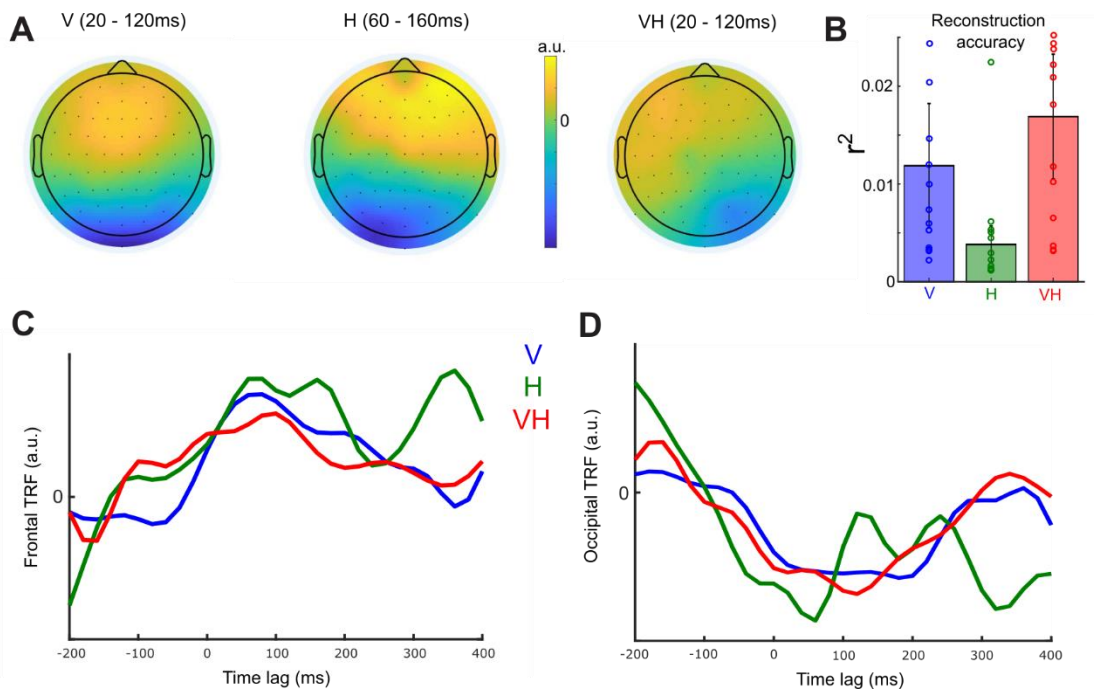 A
V (20 - 120ms)
H (60 - 160ms)
VH (20 - 120ms)
a.u.
0
B
Reconstruction
accuracy
r²
0.02
0.01
0
V
H
VH
C
Frontal TRF (a.u.)
0
-200
-100
0
100
200
300
400
Time lag (ms)
V
H
VH
D
Occipital TRF (a.u.)
0
-200
-100
0
100
200
300
400
Time lag (ms)